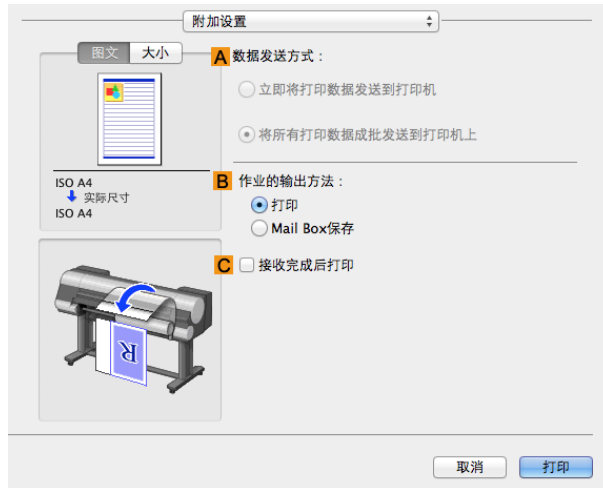 附加设置
图文 大小
A 数据发送方式：
立即将打印数据发送到打印机
将所有打印数据成批发送到打印机上
ISO A4
实际尺寸
ISO A4
B 作业的输出方法：
打印
Mail Box保存
C 接收完成后打印
R
取消 打印